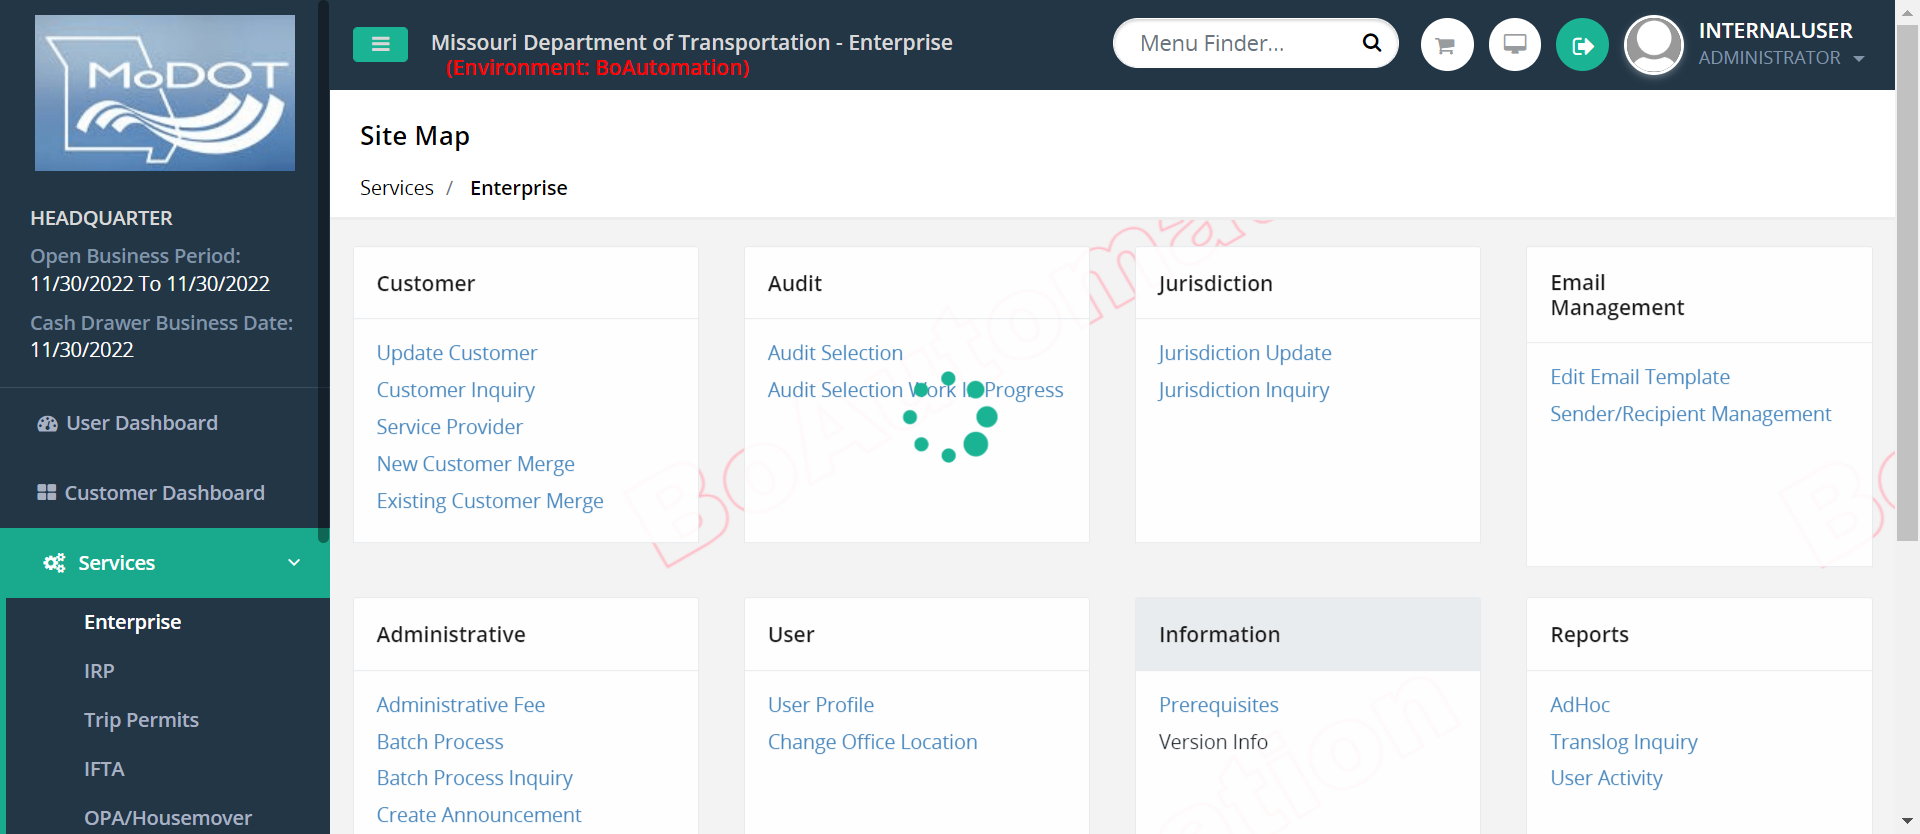 MoDOT
HEADQUARTER
Open Business Period:
11/30/2022 To 11/30/2022
Cash Drawer Business Date:
11/30/2022
User Dashboard
Customer Dashboard
Services
Enterprise
IRP
Trip Permits
IFTA
OPA/Housemover
Missouri Department of Transportation - Enterprise
(Environment: BoAutomation)
Menu Finder...
INTERNALUSER
ADMINISTRATOR
Site Map
Services / Enterprise
Customer
Update Customer
Customer Inquiry
Service Provider
New Customer Merge
Existing Customer Merge
Audit
Audit Selection
Audit Selection Work In Progress
Jurisdiction
Jurisdiction Update
Jurisdiction Inquiry
Email
Management
Edit Email Template
Sender/Recipient Management
Administrative
Administrative Fee
Batch Process
Batch Process Inquiry
Create Announcement
User
User Profile
Change Office Location
Information
Prerequisites
Version Info
Reports
AdHoc
Translog Inquiry
User Activity
BoAutoma
Bo
ation